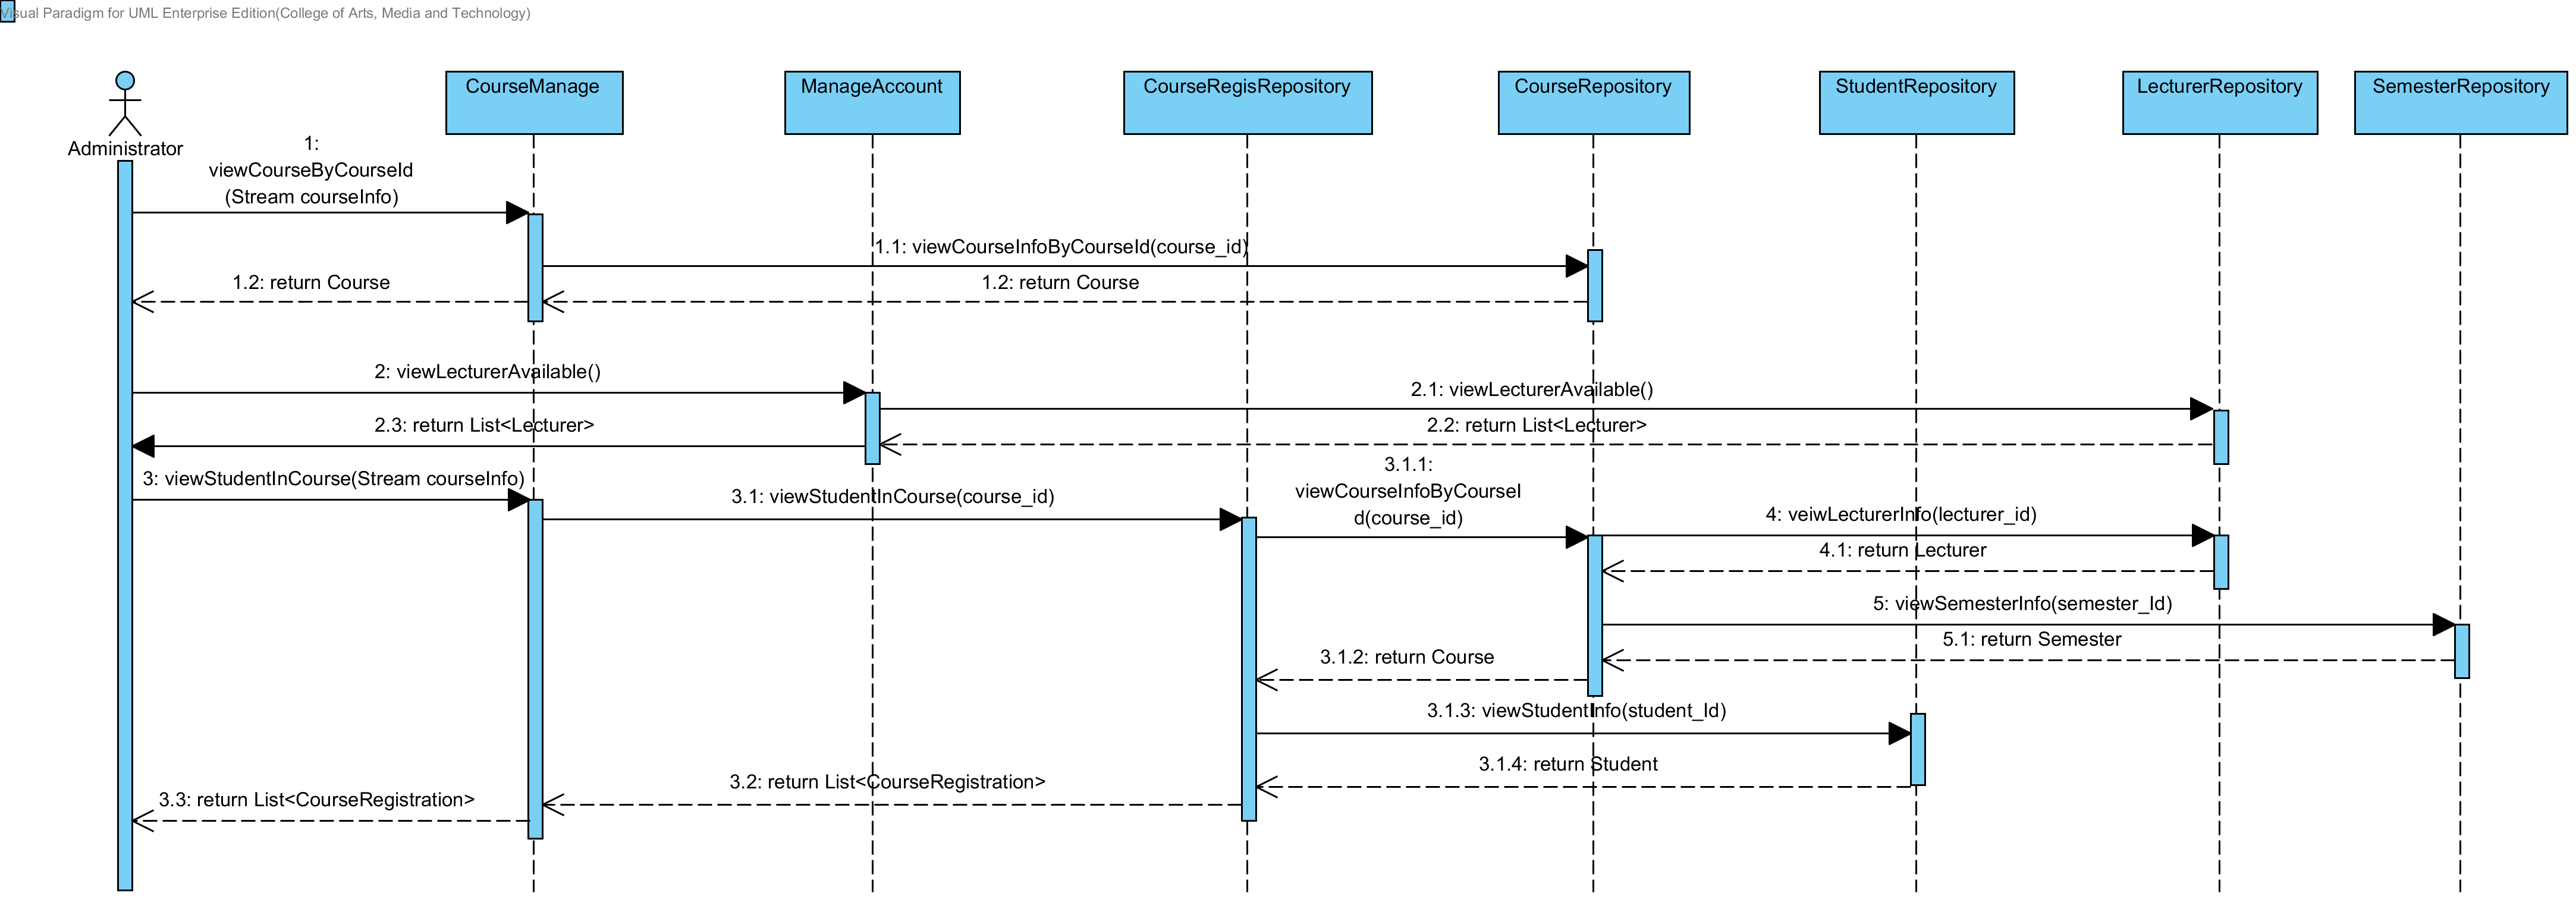 Visual Paradigm for UML Enterprise Edition(College of Arts, Media and Technology)
CourseManage
ManageAccount
CourseRegisRepository
CourseRepository
StudentRepository
LecturerRepository
SemesterRepository
Administrator
1:
viewCourseByCourseId
(Stream courseInfo)
1.1: viewCourseInfoByCourseId(course_id)
1.2: return Course
1.2: return Course
2: viewLecturerAvailable()
2.1: viewLecturerAvailable()
2.3: return List<Lecturer>
2.2: return List<Lecturer>
3: viewStudentInCourse(Stream courseInfo)
3.1: viewStudentInCourse(course_id)
3.1.1:
viewCourseInfoByCourseI
d(course_id)
4: veiwLecturerInfo(lecturer_id)
4.1: return Lecturer
5: viewSemesterInfo(semester_Id)
5.1: return Semester
3.1.2: return Course
3.1.3: viewStudentInfo(student_Id)
3.1.4: return Student
3.2: return List<CourseRegistration>
3.3: return List<CourseRegistration>